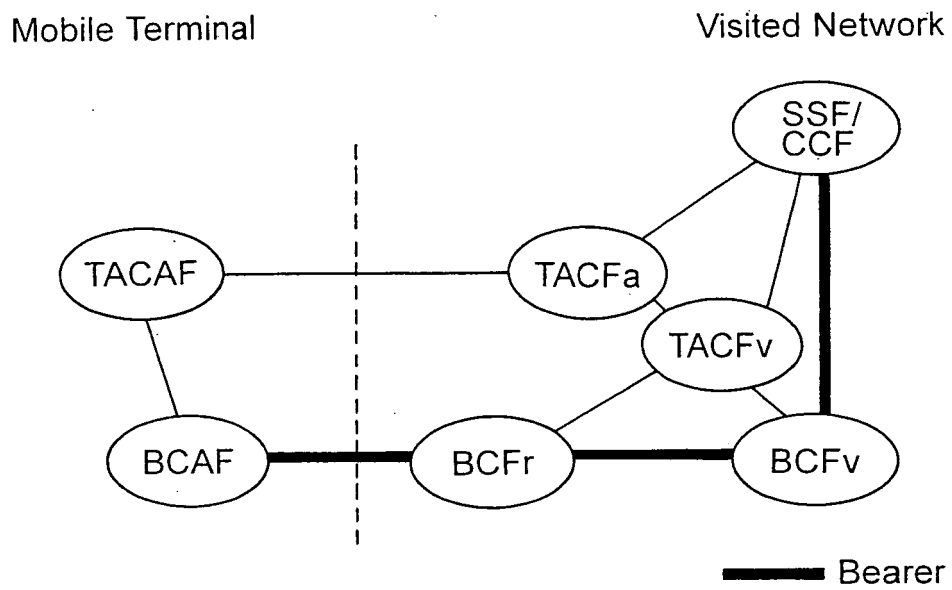 Mobile Terminal
Visited Network
SSF/
CCF
TACAF
TACFa
TACFv
BCAF
BCFr
BCFv
Bearer